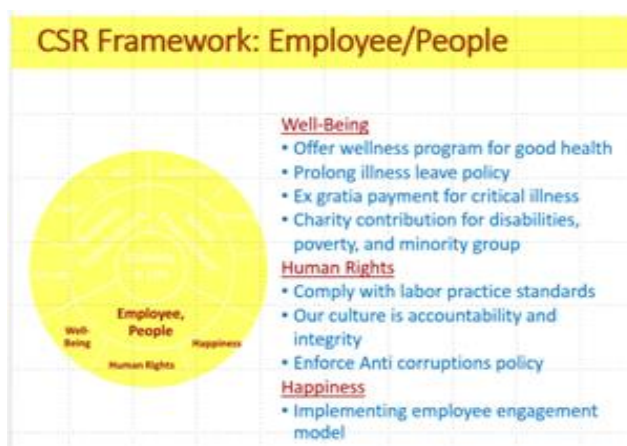 CSR Framework: Employee/People
Well-Being
• Offer wellness program for good health
• Prolong illness leave policy
• Ex gratia payment for critical illness
• Charity contribution for disabilities,
poverty, and minority group
Human Rights
• Comply with labor practice standards
• Our culture is accountability and
integrity
• Enforce Anti corruptions policy
Happiness
• Implementing employee engagement
model
Employee,
People
Well-
Being
Happiness
Human Rights